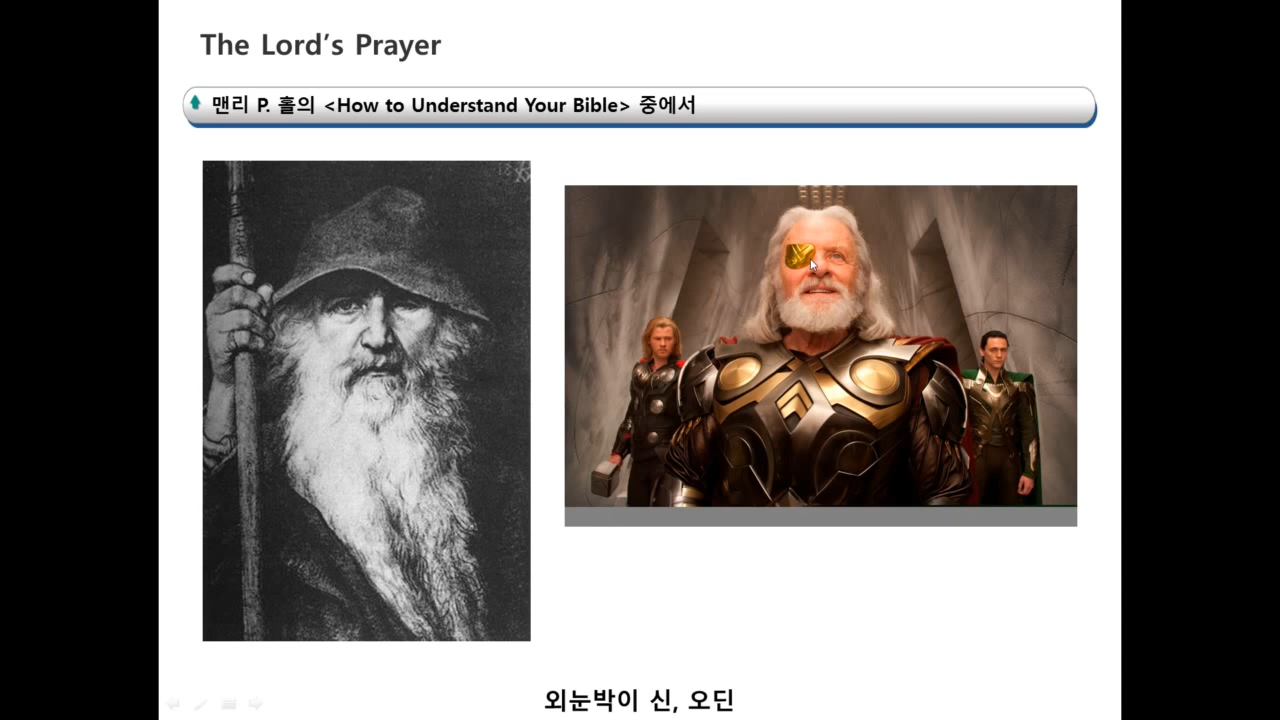 The Lord's Prayer
맨리 P. 홀의 <How to Understand Your Bible> 중에서
외눈박이 신, 오딘